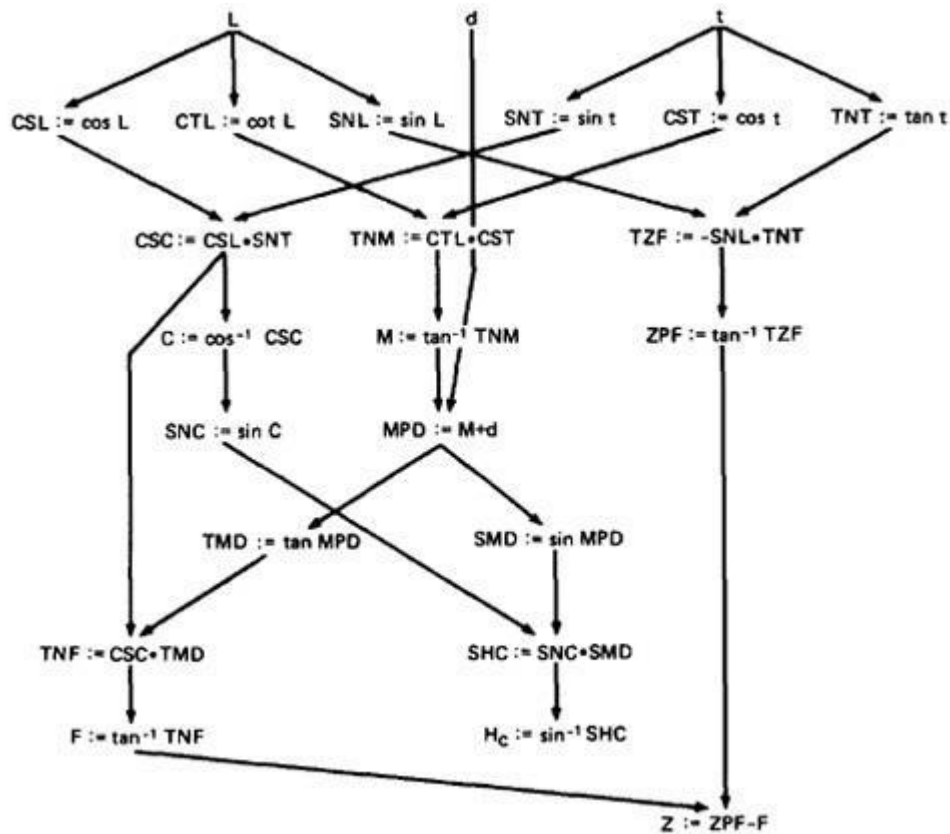 L d t
CSL := cos L CTL := cot L SNL := sin L SNT := sin t CST := cos t TNT := tan t
CSC := CSL•SNT TNM := CTL•CST TZF := -SNL•TNT
C := cos⁻¹ CSC M := tan⁻¹ TNM ZPF := tan⁻¹ TZF
SNC := sin C MPD := M+d
TMD := tan MPD SMD := sin MPD
TNF := CSC•TMD SHC := SNC•SMD
F := tan⁻¹ TNF H_C := sin⁻¹ SHC
Z := ZPF-F